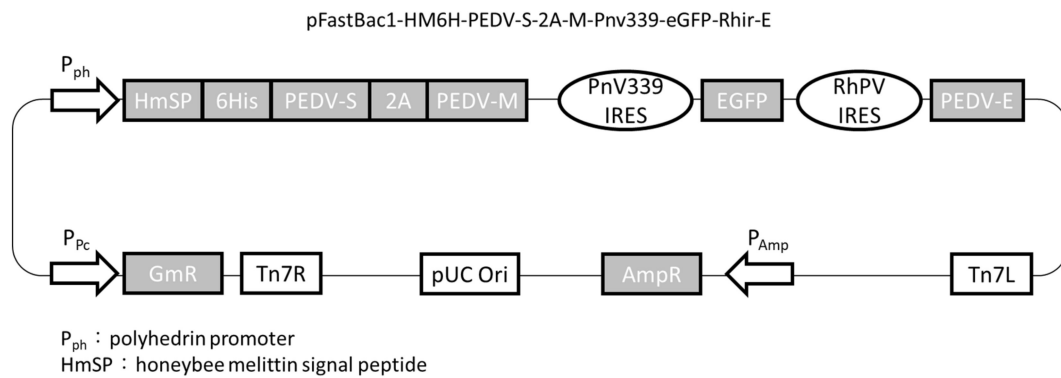 pFastBac1-HM6H-PEDV-S-2A-M-Pnv339-eGFP-Rhir-E
Pph
HmSP 6His PEDV-S 2A PEDV-M PnV339 IRES EGFP RhPV IRES PEDV-E
PPc
PAmp
GmR Tn7R pUC Ori AmpR Tn7L
Pph：polyhedrin promoter
HmSP：honeybee melittin signal peptide